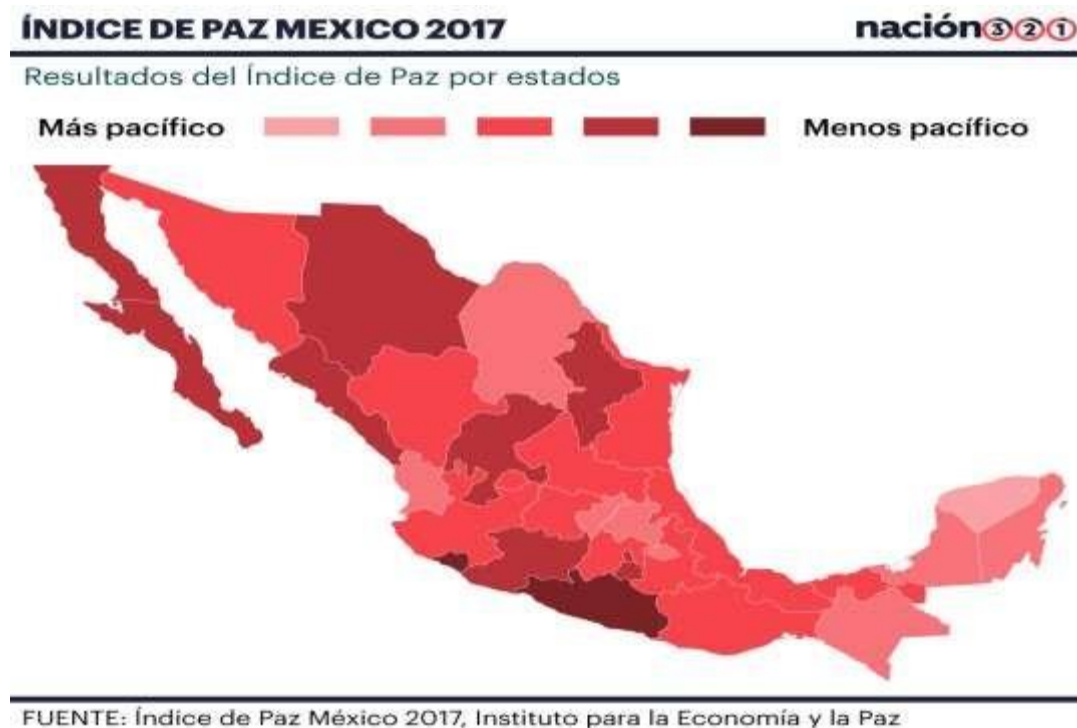 ÍNDICE DE PAZ MEXICO 2017
nación321
Resultados del Índice de Paz por estados
Más pacífico
Menos pacífico
FUENTE: Índice de Paz México 2017, Instituto para la Economía y la Paz